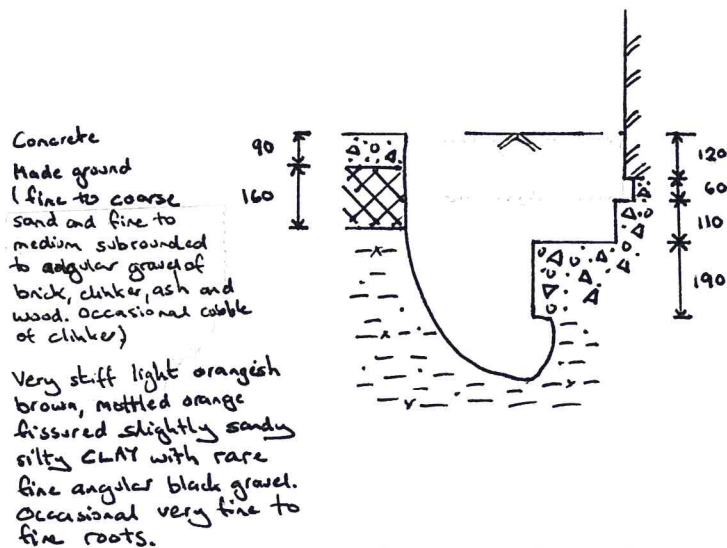 Concrete
Made ground
(fine to coarse
sand and fine to
medium subrounded
to angular gravel of
brick, clinker, ash and
wood. Occasional cobble
of clinker)
Very stiff light orangish
brown, mottled orange
fissured slightly sandy
silty CLAY with rare
fine angular black gravel.
Occasional very fine to
fine roots.
90
160
120
60
110
190